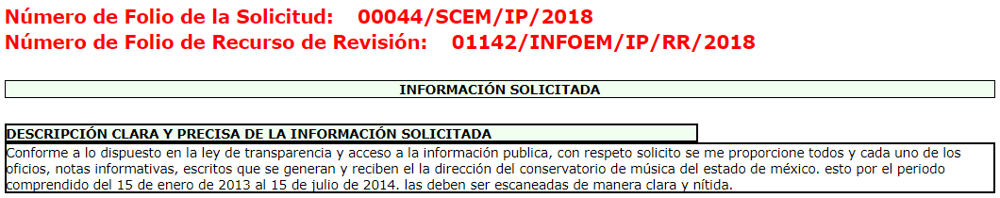 Número de Folio de la Solicitud: 00044/SCEM/IP/2018
Número de Folio de Recurso de Revisión: 01142/INFOEM/IP/RR/2018
INFORMACIÓN SOLICITADA
DESCRIPCIÓN CLARA Y PRECISA DE LA INFORMACIÓN SOLICITADA
Conforme a lo dispuesto en la ley de transparencia y acceso a la información publica, con respeto solicito se me proporcione todos y cada uno de los
oficios, notas informativas, escritos que se generan y reciben el la dirección del conservatorio de música del estado de méxico. esto por el periodo
comprendido del 15 de enero de 2013 al 15 de julio de 2014. las deben ser escaneadas de manera clara y nítida.